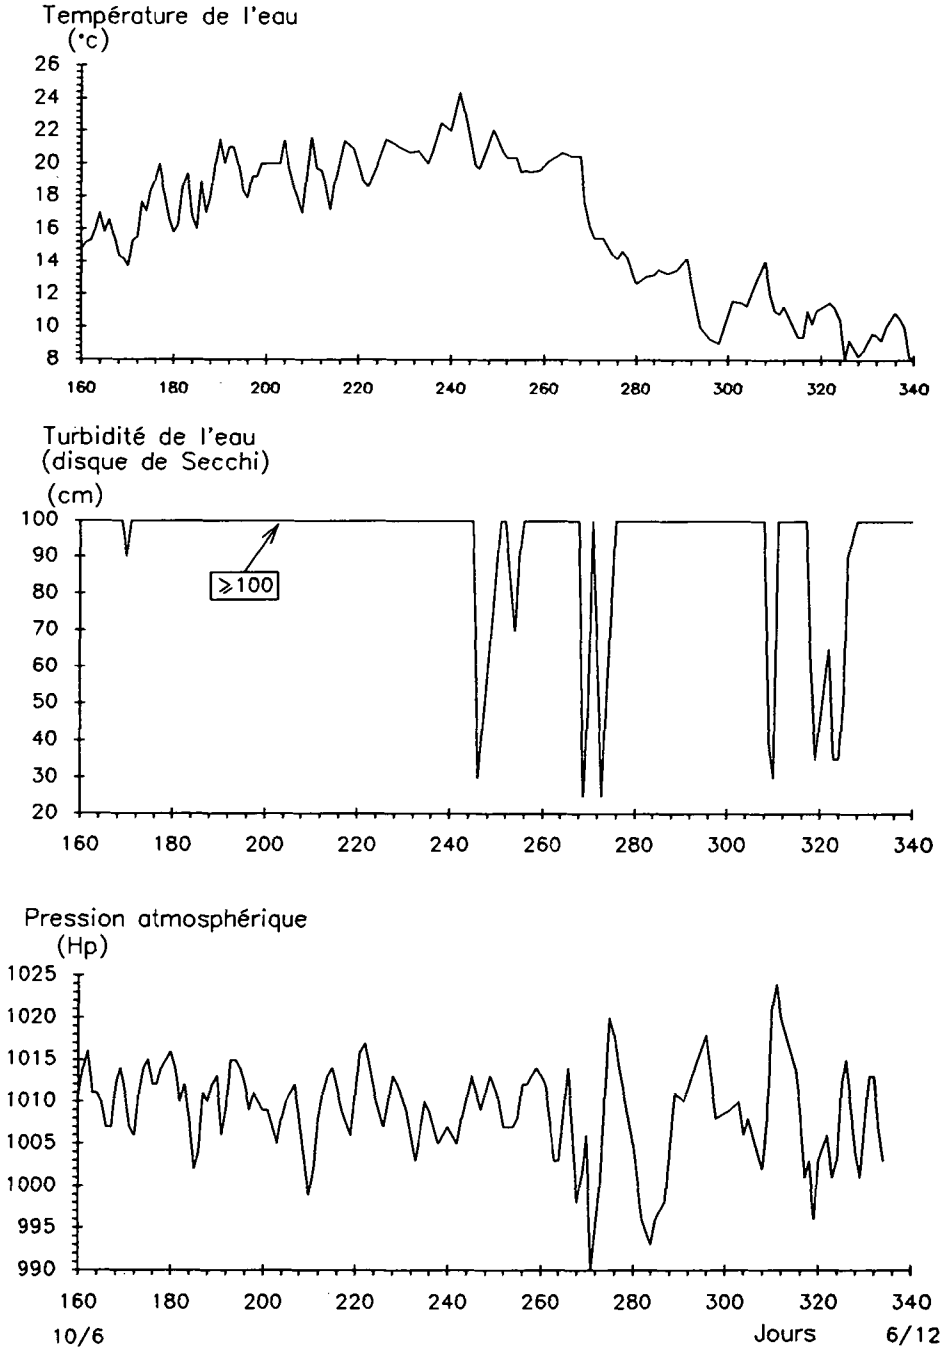 Température de l'eau
(°c)
26
24
22
20
18
16
14
12
10
8
160 180 200 220 240 260 280 300 320 340
Turbidité de l'eau
(disque de Secchi)
(cm)
100
90
80
70
60
50
40
30
20
⩾100
160 180 200 220 240 260 280 300 320 340
Pression atmosphérique
(Hp)
1025
1020
1015
1010
1005
1000
995
990
160 180 200 220 240 260 280 300 320 340
10/6 Jours 6/12